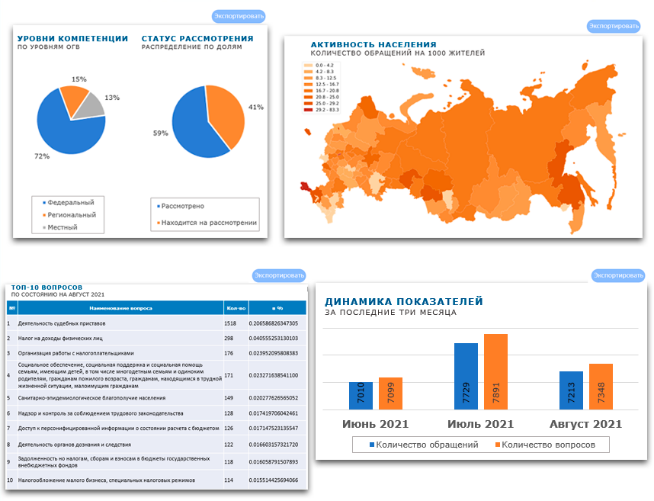 Экспортировать
УРОВНИ КОМПЕТЕНЦИИ
ПО УРОВНЯМ ОГВ
СТАТУС РАССМОТРЕНИЯ
РАСПРЕДЕЛЕНИЕ ПО ДОЛЯМ
15%
13%
72%
41%
59%
Федеральный
Региональный
Местный
Рассмотрено
Находится на рассмотрении
Экспортировать
АКТИВНОСТЬ НАСЕЛЕНИЯ
КОЛИЧЕСТВО ОБРАЩЕНИЙ НА 1000 ЖИТЕЛЕЙ
0.0 - 4.2
4.2 - 8.3
8.3 - 12.5
12.5 - 16.7
16.7 - 20.8
20.8 - 25.0
25.0 - 29.2
29.2 - 33.3
Экспортировать
ТОП-10 ВОПРОСОВ
ПО СОСТОЯНИЮ НА АВГУСТ 2021
№ Наименование вопроса Кол-во в %
1 Деятельность судебных приставов 1518 0.206586826347305
2 Налог на доходы физических лиц 298 0.040555253130103
3 Организация работы с налогоплательщиками 176 0.023952095808383
4 Социальное обеспечение, социальная поддержка и социальная помощь
семьям, имеющим детей, в том числе многодетным семьям и одиноким
родителям, гражданам пожилого возраста, гражданам, находящимся в трудной
жизненной ситуации, малоимущим гражданам 171 0.023271638541100
5 Санитарно-эпидемиологическое благополучие населения 149 0.020277626565052
6 Надзор и контроль за соблюдением трудового законодательства 128 0.017419706042461
7 Доступ к персонифицированной информации о состоянии расчета с бюджетом 126 0.017147523135547
8 Деятельность органов дознания и следствия 122 0.016603157321720
9 Задолженность по налогам, сборам и взносам в бюджеты государственных
внебюджетных фондов 118 0.016058791507893
10 Налогообложение малого бизнеса, специальных налоговых режимов 114 0.015514425694066
Экспортировать
ДИНАМИКА ПОКАЗАТЕЛЕЙ
ЗА ПОСЛЕДНИЕ ТРИ МЕСЯЦА
7010 7099 7729 7891 7213 7348
Июнь 2021 Июль 2021 Август 2021
Количество обращений Количество вопросов